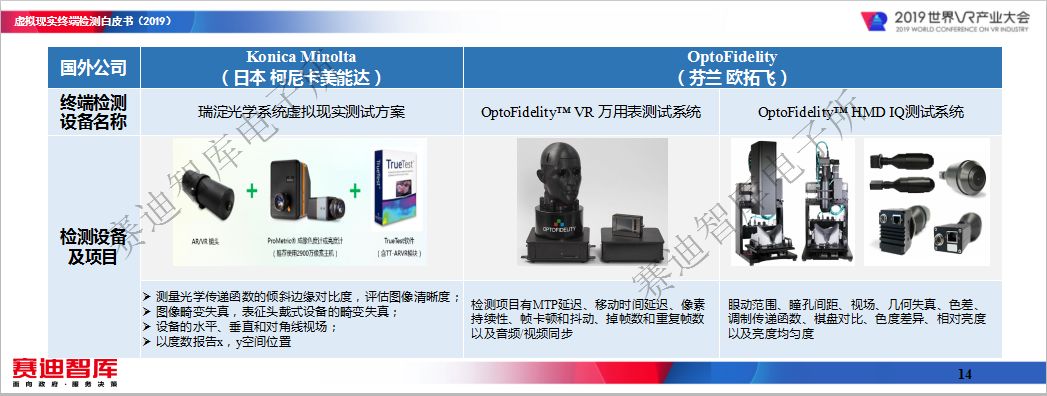 虚拟现实终端检测白皮书（2019）
2019世界VR产业大会
2019 WORLD CONFERENCE ON VR INDUSTRY
国外公司
Konica Minolta
（日本 柯尼卡美能达）
OptoFidelity
（芬兰 欧拓飞）
终端检测
设备名称
瑞淀光学系统虚拟现实测试方案
OptoFidelity™ VR 万用表测试系统
OptoFidelity™ HMD IQ测试系统
检测设备
及项目
+
+
TrueTest
AR/VR 镜头
ProMetric® 成像色度计或亮度计
（推荐使用2900万像素主机）
TrueTest软件
（含TT-ARVR模块）
OPTOFIDELITY
➢ 测量光学传递函数的倾斜边缘对比度，评估图像清晰度；
➢ 图像畸变失真，表征头戴式设备的畸变失真；
➢ 设备的水平、垂直和对角线视场；
➢ 以度数报告x，y空间位置
检测项目有MTP延迟、移动时间延迟、像素
持续性、帧卡顿和抖动、掉帧数和重复帧数
以及音频/视频同步
眼动范围、瞳孔间距、视场、几何失真、色差、
调制传递函数、棋盘对比、色度差异、相对亮度
以及亮度均匀度
赛迪智库电子所
赛迪智库电子所
赛迪智库
面向政府·服务决策
14